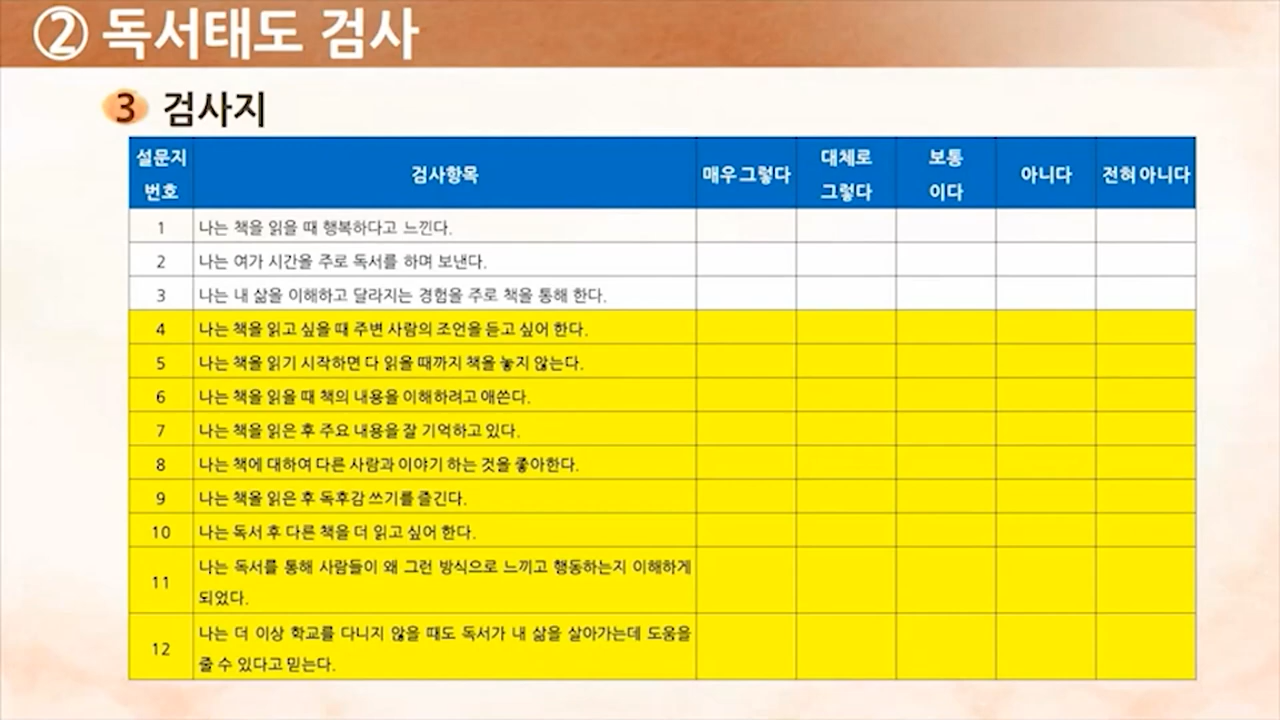 ② 독서태도 검사
3 검사지
설문지 번호 검사항목 매우 그렇다 대체로 그렇다 보통 이다 아니다 전혀 아니다
1 나는 책을 읽을 때 행복하다고 느낀다.
2 나는 여가 시간을 주로 독서를 하며 보낸다.
3 나는 내 삶을 이해하고 달라지는 경험을 주로 책을 통해 한다.
4 나는 책을 읽고 싶을 때 주변 사람의 조언을 듣고 싶어 한다.
5 나는 책을 읽기 시작하면 다 읽을 때까지 책을 놓지 않는다.
6 나는 책을 읽을 때 책의 내용을 이해하려고 애쓴다.
7 나는 책을 읽은 후 주요 내용을 잘 기억하고 있다.
8 나는 책에 대하여 다른 사람과 이야기 하는 것을 좋아한다.
9 나는 책을 읽은 후 독후감 쓰기를 즐긴다.
10 나는 독서 후 다른 책을 더 읽고 싶어 한다.
11 나는 독서를 통해 사람들이 왜 그런 방식으로 느끼고 행동하는지 이해하게
되었다.
12 나는 더 이상 학교를 다니지 않을 때도 독서가 내 삶을 살아가는데 도움을
줄 수 있다고 믿는다.